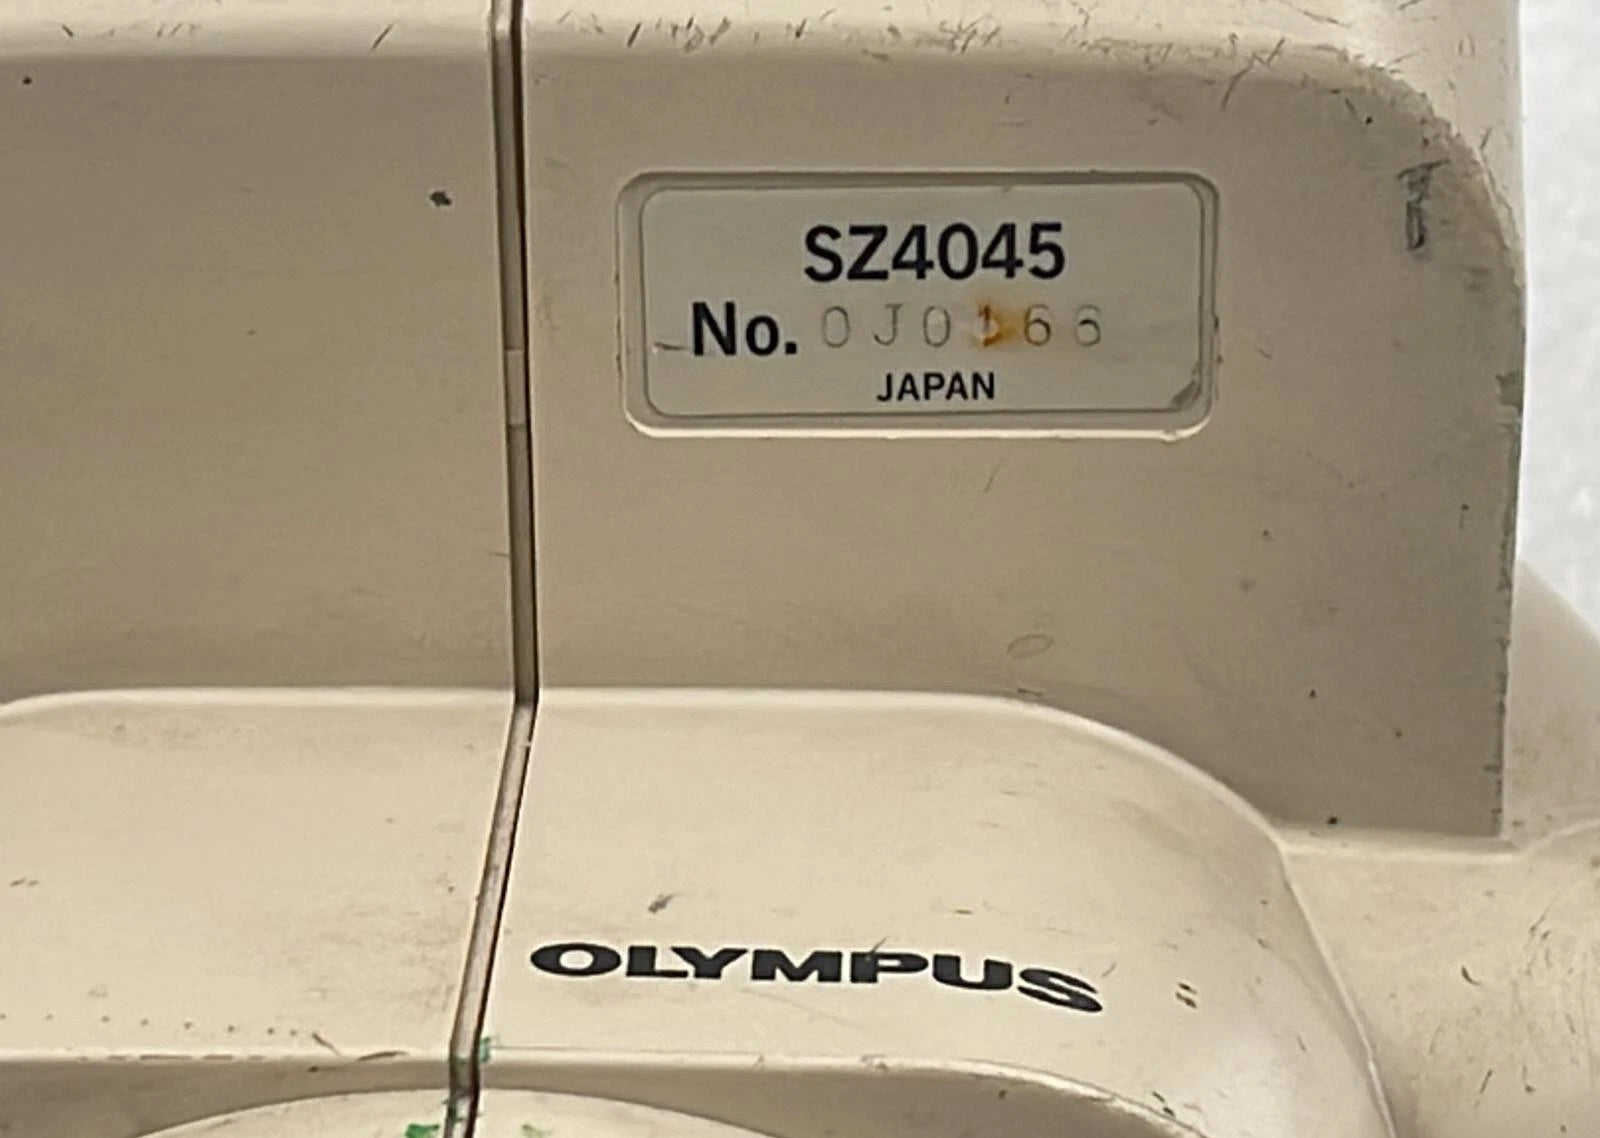 SZ4045
No. 0J0166
JAPAN
OLYMPUS